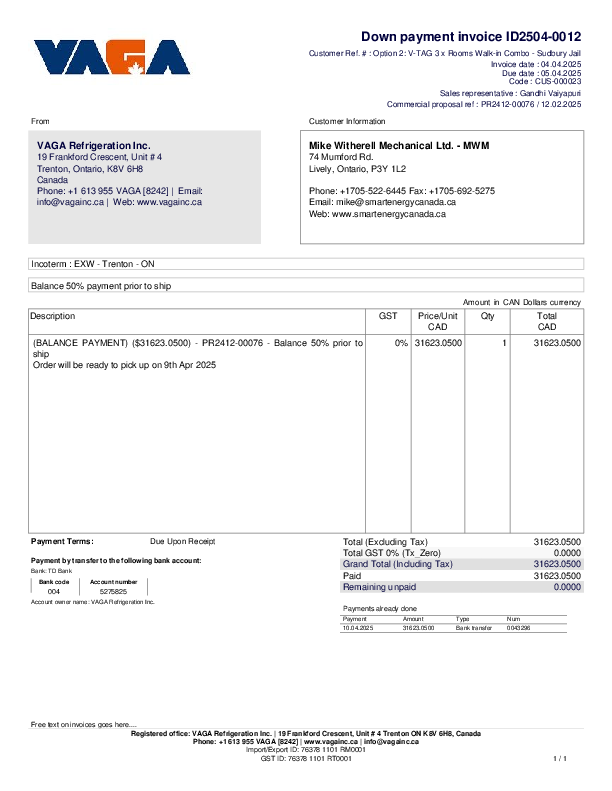 VAGA
Down payment invoice ID2504-0012
Customer Ref. # : Option 2: V-TAG 3 x Rooms Walk-in Combo - Sudbury Jail
Invoice date : 04.04.2025
Due date : 05.04.2025
Code : CUS-000023
Sales representative : Gandhi Vaiyapuri
Commercial proposal ref : PR2412-00076 / 12.02.2025
From
VAGA Refrigeration Inc.
19 Frankford Crescent, Unit # 4
Trenton, Ontario, K8V 6H8
Canada
Phone: +1 613 955 VAGA [8242] | Email:
info@vagainc.ca | Web: www.vagainc.ca
Customer Information
Mike Witherell Mechanical Ltd. - MWM
74 Mumford Rd.
Lively, Ontario, P3Y 1L2
Phone: +1705-522-6445 Fax: +1705-692-5275
Email: mike@smartenergycanada.ca
Web: www.smartenergycanada.ca
Incoterm : EXW - Trenton - ON
Balance 50% payment prior to ship
Amount in CAN Dollars currency
Description GST Price/Unit CAD Qty Total CAD
(BALANCE PAYMENT) ($31623.0500) - PR2412-00076 - Balance 50% prior to 0% 31623.0500 1 31623.0500
ship
Order will be ready to pick up on 9th Apr 2025
Payment Terms: Due Upon Receipt
Payment by transfer to the following bank account:
Bank: TD Bank
Bank code Account number
004 5275825
Account owner name: VAGA Refrigeration Inc.
Total (Excluding Tax) 31623.0500
Total GST 0% (Tx_Zero) 0.0000
Grand Total (Including Tax) 31623.0500
Paid 31623.0500
Remaining unpaid 0.0000
Payments already done
Payment Amount Type Num
10.04.2025 31623.0500 Bank transfer 0043296
Free text on invoices goes here....
Registered office: VAGA Refrigeration Inc. | 19 Frankford Crescent, Unit # 4 Trenton ON K8V 6H8, Canada
Phone: +1 613 955 VAGA [8242] | www.vagainc.ca | info@vagainc.ca
Import/Export ID: 76378 1101 RM0001
GST ID: 76378 1101 RT0001
1 / 1